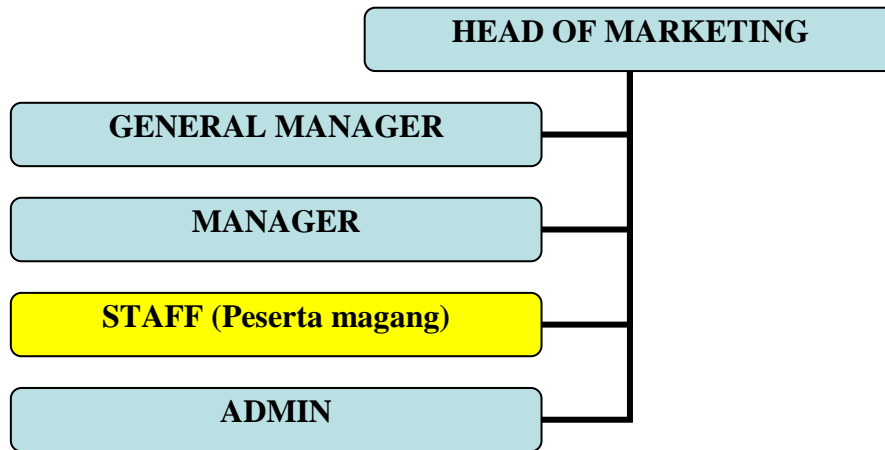 HEAD OF MARKETING
GENERAL MANAGER
MANAGER
STAFF (Peserta magang)
ADMIN